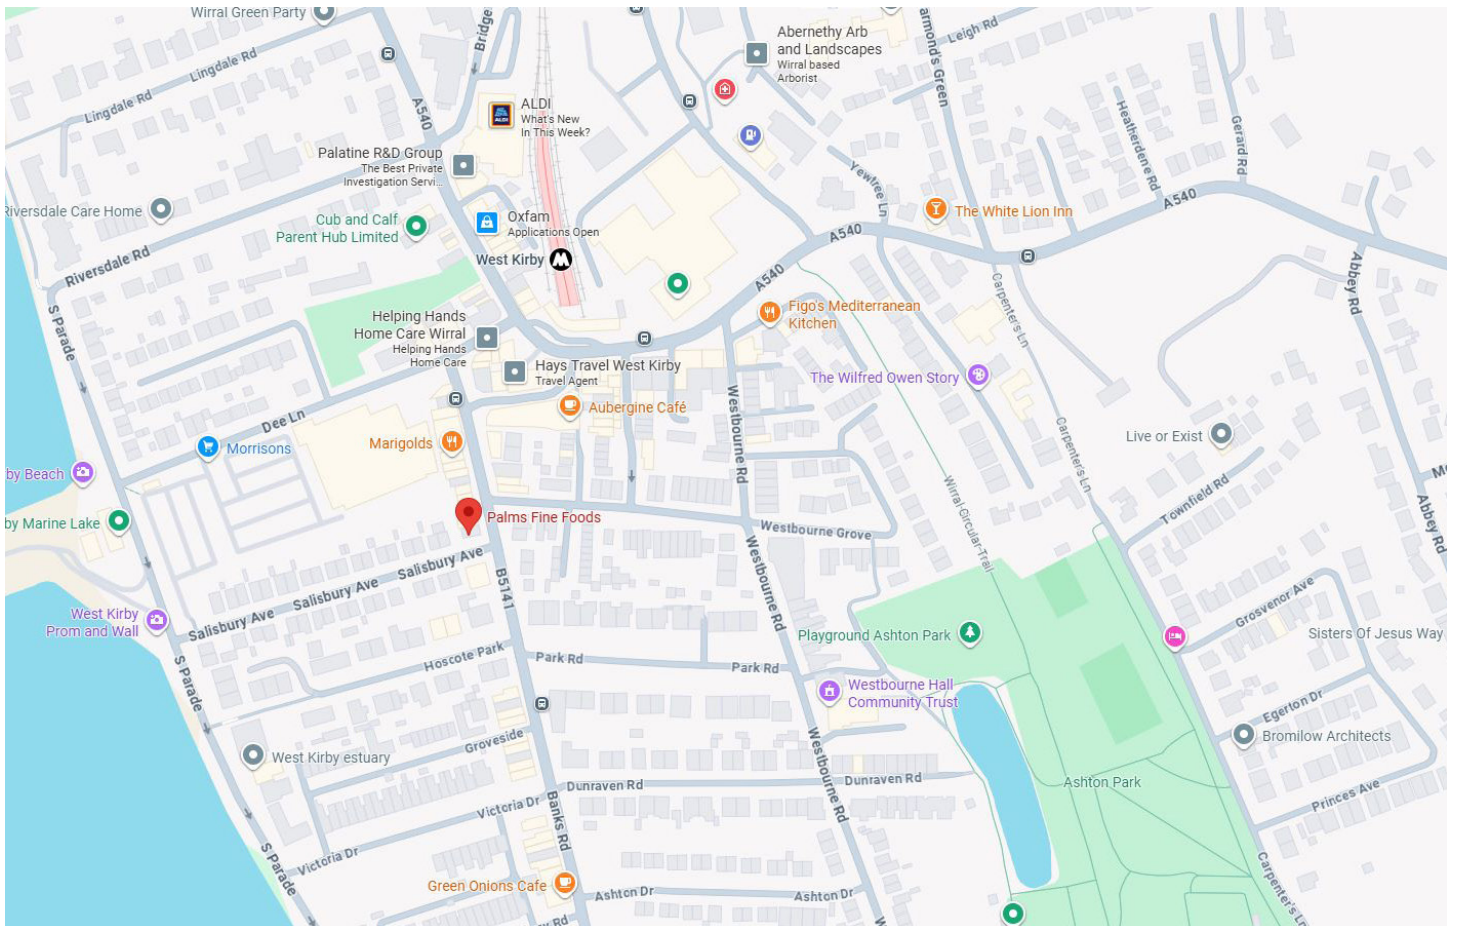 Wirral Green Party
Bridge
armond's Green
Leigh Rd
Abernethy Arb
and Landscapes
Wirral based
Arborist
Lingdale Rd
Lingdale Rd
A540
ALDI
What's New
In This Week?
Heatherdene Rd
Gerard Rd
Palatine R&D Group
The Best Private
Investigation Servi...
Yewtree Ln
Riversdale Care Home
Cub and Calf
Parent Hub Limited
Oxfam
Applications Open
The White Lion Inn
A540
A540
West Kirby
Riversdale Rd
A540
Abbey Rd
S Parade
Carpenter's Ln
Figo's Mediterranean
Kitchen
Helping Hands
Home Care Wirral
Helping Hands
Home Care
Hays Travel West Kirby
Travel Agent
The Wilfred Owen Story
Aubergine Café
Westbourne Rd
Dee Ln
Morrisons
Marigolds
Carpenter's Ln
Live or Exist
by Beach
Wirral Circular Trail
Townfield Rd
Abbey Rd
by Marine Lake
Palms Fine Foods
Westbourne Grove
Salisbury Ave
Salisbury Ave
Salisbury Ave
B5141
Westbourne Rd
Grosvenor Ave
West Kirby
Prom and Wall
Playground Ashton Park
Sisters Of Jesus Way
Hoscote Park
Park Rd
Park Rd
S Parade
Westbourne Hall
Community Trust
Egerton Dr
Bromilow Architects
Groveside
West Kirby estuary
Westbourne Rd
Dunraven Rd
Dunraven Rd
Ashton Park
Princes Ave
Victoria Dr
Banks Rd
Victoria Dr
S Parade
Green Onions Cafe
Ashton Dr
Ashton Dr
Carpenter's Ln
Rd